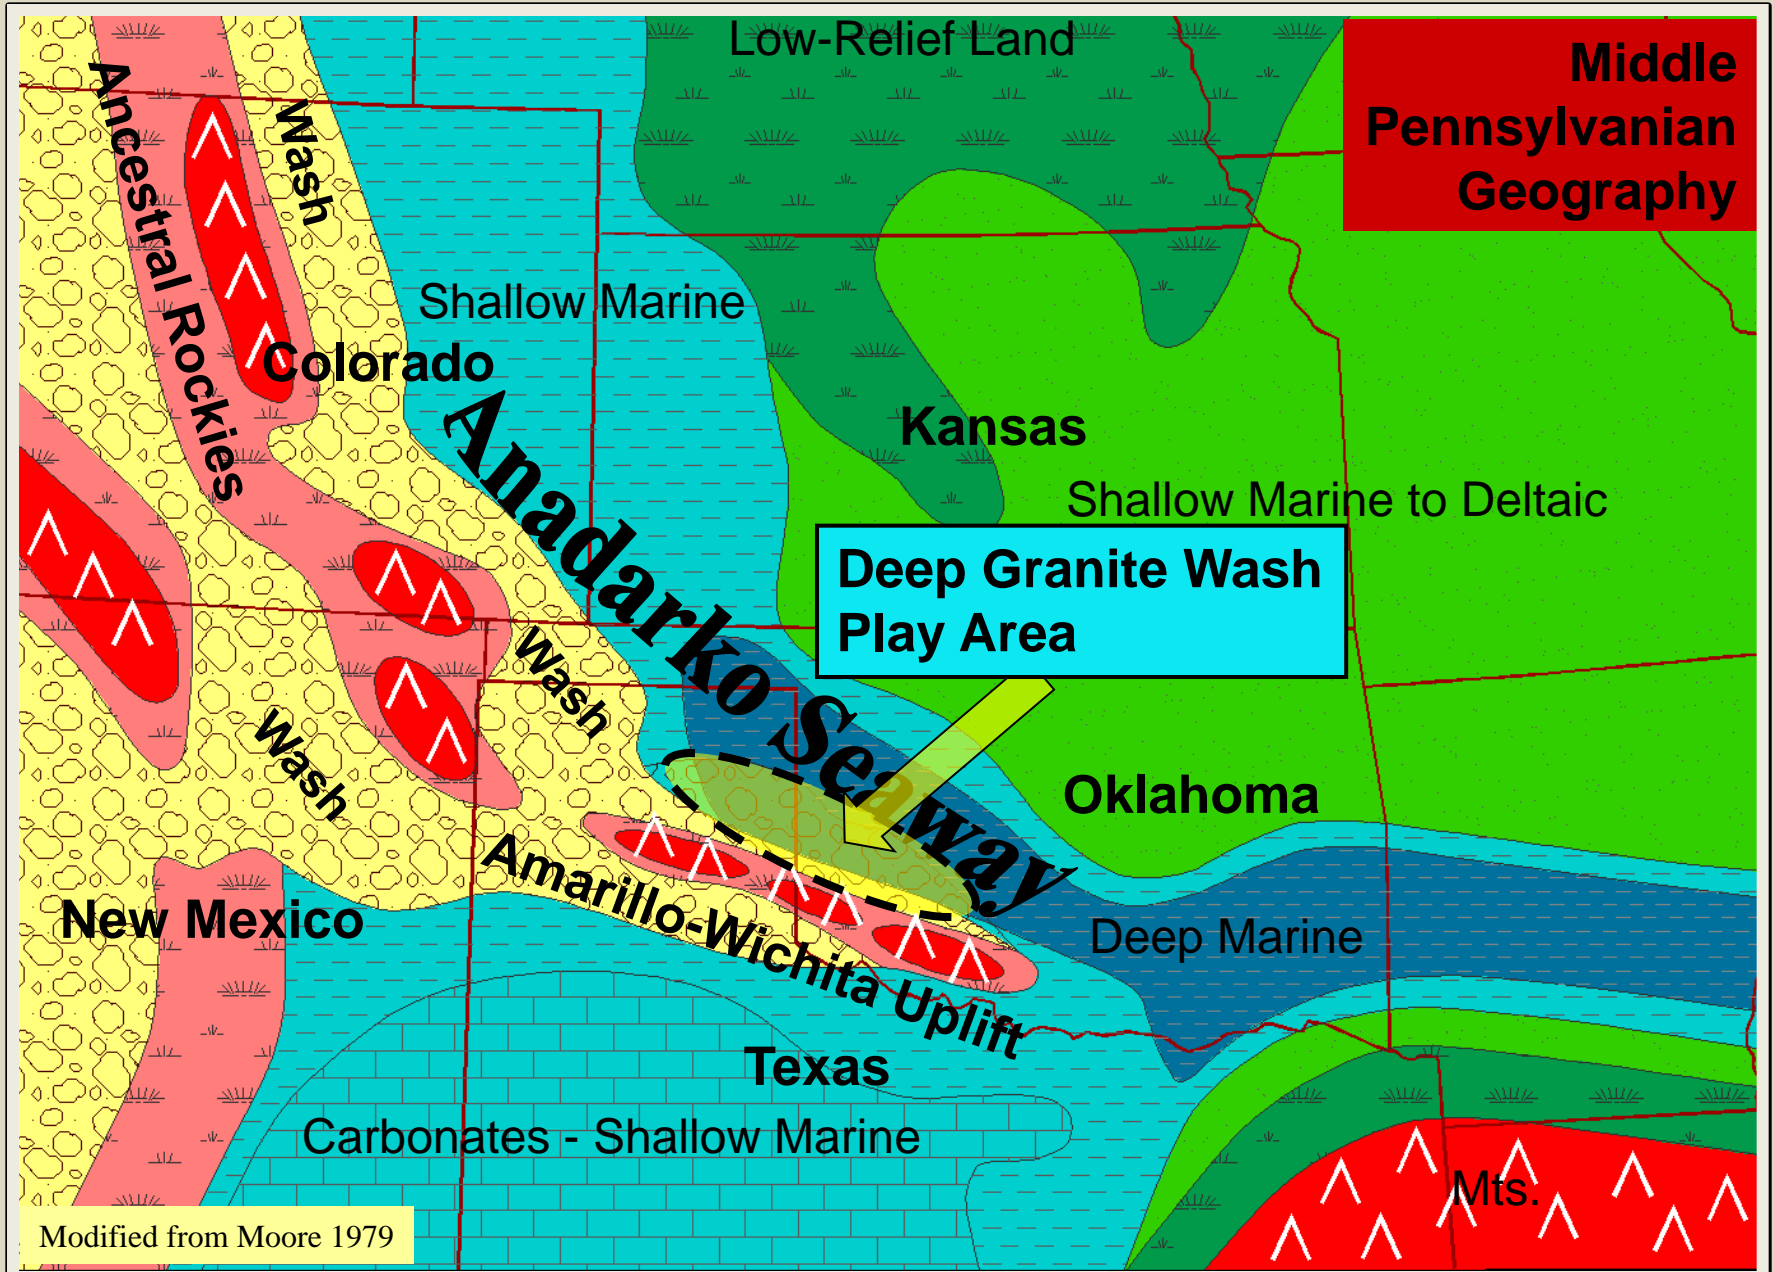 Low-Relief Land
Middle
Pennsylvanian
Geography
Ancestral Rockies
Wash
Shallow Marine
Colorado
Anadarko Seaway
Kansas
Shallow Marine to Deltaic
Deep Granite Wash
Play Area
Wash
Wash
Oklahoma
Amarillo-Wichita Uplift
New Mexico
Deep Marine
Texas
Carbonates - Shallow Marine
Mts.
Modified from Moore 1979